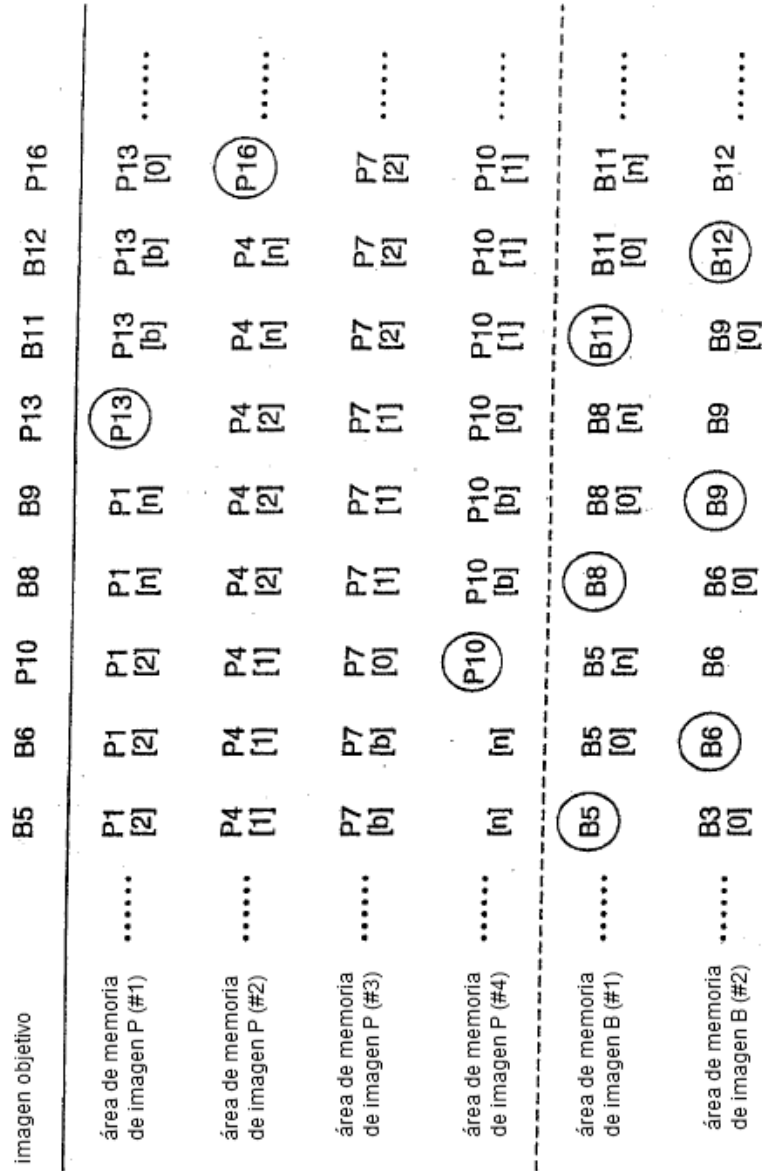 imagen objetivo B5 B6 P10 B8 B9 P13 B11 B12 P16
área de memoria
de imagen P (#1) ...... P1 P1 P1 P1 P1 P13 P13 P13 P13 ......
[2] [2] [2] [n] [n] [b] [b] [0]
área de memoria
de imagen P (#2) ...... P4 P4 P4 P4 P4 P4 P4 P4 P16 ......
[1] [1] [1] [2] [2] [2] [n] [n]
área de memoria
de imagen P (#3) ...... P7 P7 P7 P7 P7 P7 P7 P7 P7 ......
[b] [b] [0] [1] [1] [1] [2] [2] [2]
área de memoria
de imagen P (#4) ...... P10 P10 P10 P10 P10 P10 P10 ......
[n] [n] [b] [b] [0] [1] [1] [1]
área de memoria
de imagen B (#1) ...... B5 B5 B5 B8 B8 B8 B11 B11 B11 ......
[0] [n] [0] [n] [0] [n]
área de memoria
de imagen B (#2) ...... B3 B6 B6 B6 B9 B9 B9 B12 B12 ......
[0] [0] [0]